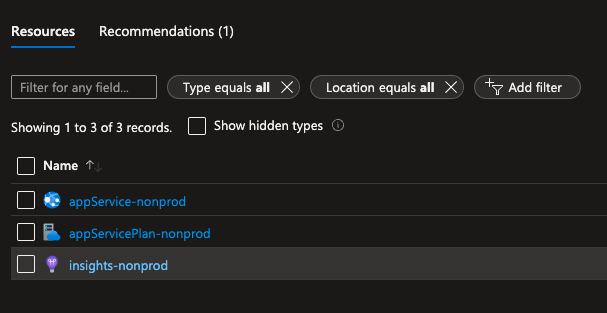 Resources Recommendations (1)
Filter for any field... Type equals all Location equals all Add filter
Showing 1 to 3 of 3 records. Show hidden types
Name
appService-nonprod
appServicePlan-nonprod
insights-nonprod